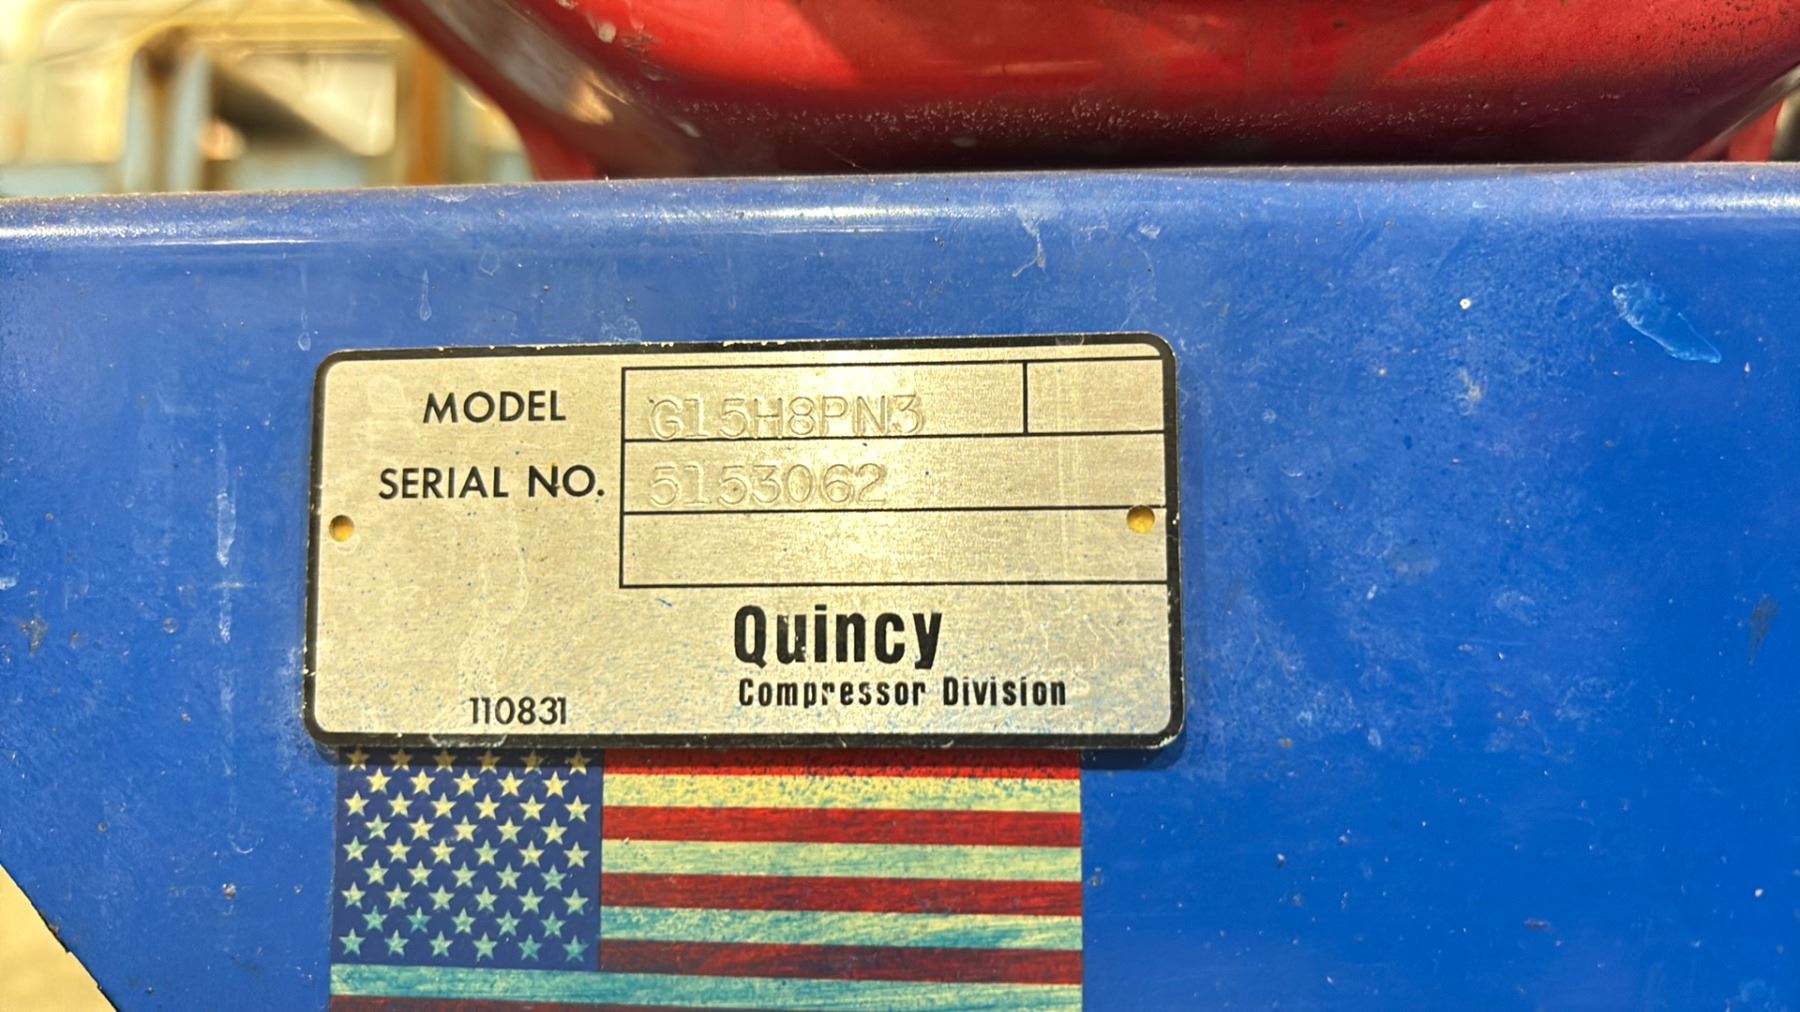 MODEL G15H8PN3
SERIAL NO. 5153062
Quincy
Compressor Division
110831